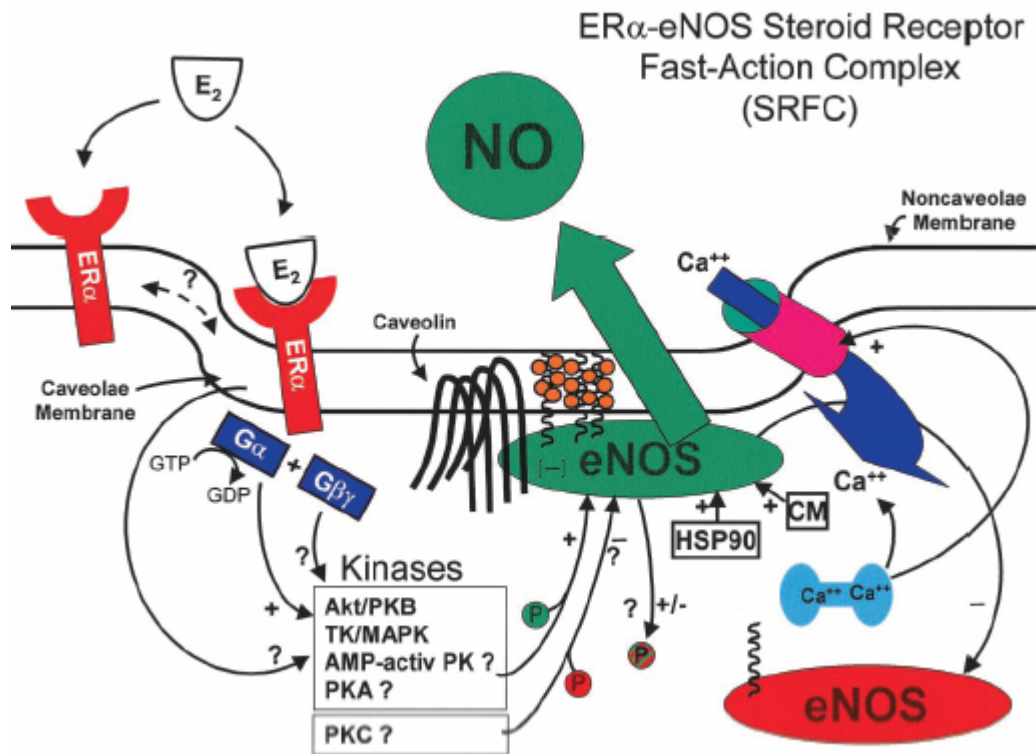 ERα-eNOS Steroid Receptor
Fast-Action Complex
(SRFC)
E2
NO
Noncaveolae
Membrane
Ca++
ERα
?
E2
ERα
Caveolin
+
Caveolae
Membrane
Gα
+
Gβγ
GTP
GDP
(−)
eNOS
Ca++
+
HSP90
+
CM
?
Kinases
+
?
Akt/PKB
TK/MAPK
AMP-activ PK ?
PKA ?
PKC ?
+
−
?
P
P
?
+/-
P
Ca++ Ca++
−
eNOS